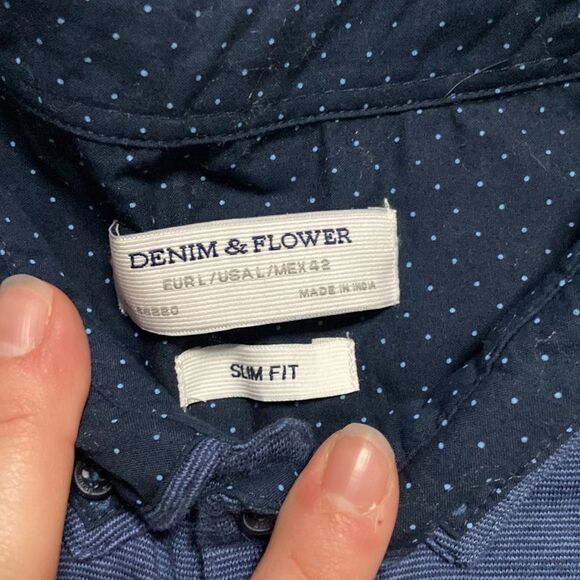 DENIM & FLOWER
EUR L/USA L/MEX 42
MADE IN INDIA
SLIM FIT